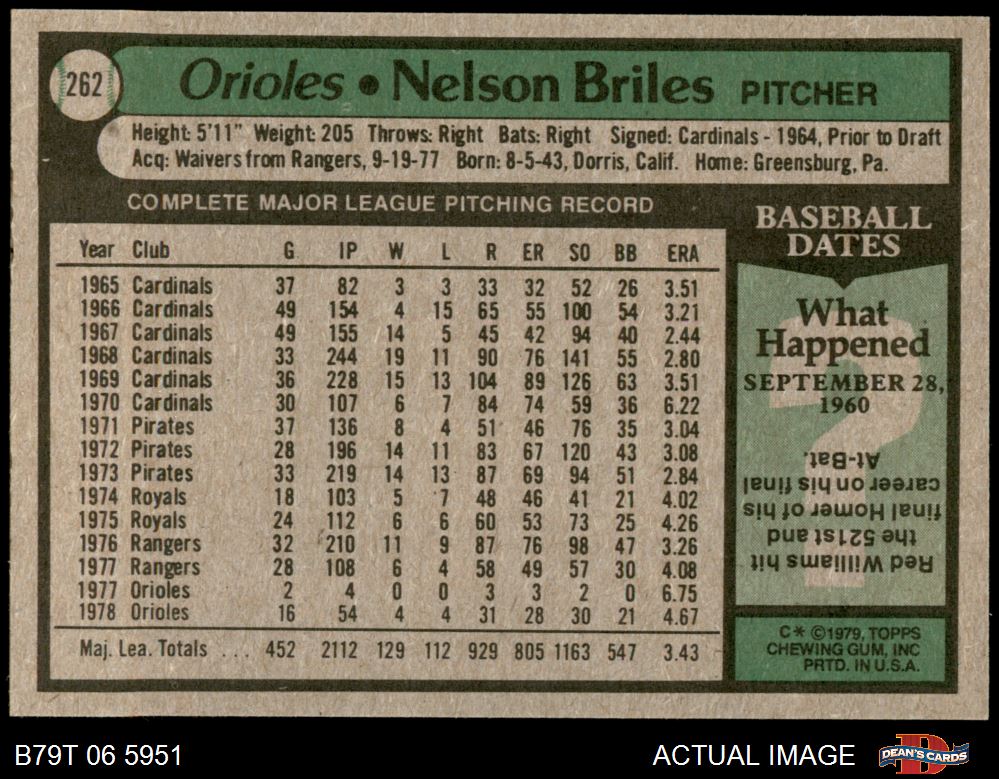 262
Orioles • Nelson Briles PITCHER
Height: 5'11" Weight: 205 Throws: Right Bats: Right Signed: Cardinals - 1964, Prior to Draft
Acq: Waivers from Rangers, 9-19-77 Born: 8-5-43, Dorris, Calif. Home: Greensburg, Pa.
COMPLETE MAJOR LEAGUE PITCHING RECORD
Year Club G IP W L R ER SO BB ERA
1965 Cardinals 37 82 3 3 33 32 52 26 3.51
1966 Cardinals 49 154 4 15 65 55 100 54 3.21
1967 Cardinals 49 155 14 5 45 42 94 40 2.44
1968 Cardinals 33 244 19 11 90 76 141 55 2.80
1969 Cardinals 36 228 15 13 104 89 126 63 3.51
1970 Cardinals 30 107 6 7 84 74 59 36 6.22
1971 Pirates 37 136 8 4 51 46 76 35 3.04
1972 Pirates 28 196 14 11 83 67 120 43 3.08
1973 Pirates 33 219 14 13 87 69 94 51 2.84
1974 Royals 18 103 5 7 48 46 41 21 4.02
1975 Royals 24 112 6 6 60 53 73 25 4.26
1976 Rangers 32 210 11 9 87 76 98 47 3.26
1977 Rangers 28 108 6 4 58 49 57 30 4.08
1977 Orioles 2 4 0 0 3 3 2 0 6.75
1978 Orioles 16 54 4 4 31 28 30 21 4.67
Maj. Lea. Totals ... 452 2112 129 112 929 805 1163 547 3.43
BASEBALL
DATES
What
Happened
SEPTEMBER 28,
1960
Red Williams hit
the 521st and
final Homer of his
career on his final
At-Bat.
C* ©1979, TOPPS
CHEWING GUM, INC
PRTD. IN U.S.A.
B79T 06 5951
ACTUAL IMAGE
DEAN'S CARDS